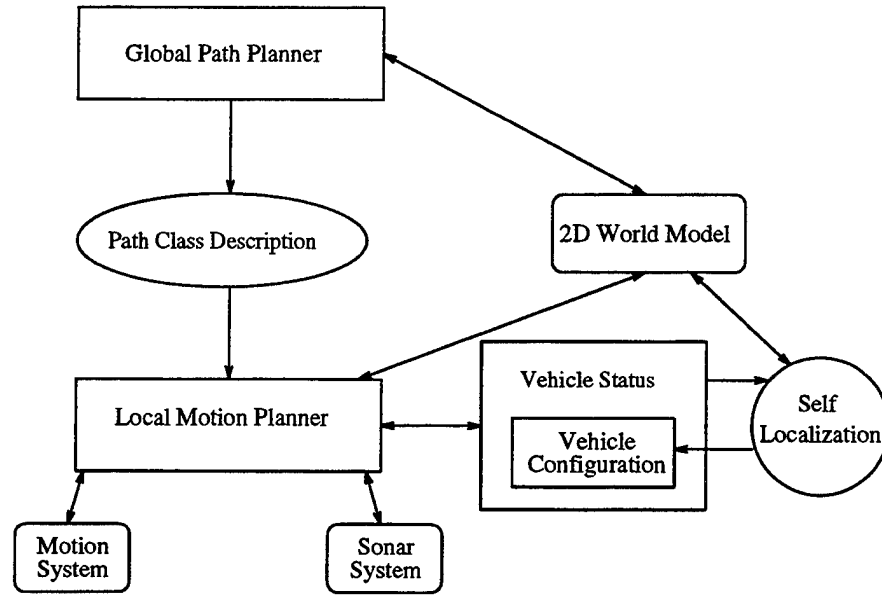 Global Path Planner
Path Class Description
2D World Model
Local Motion Planner
Vehicle Status
Vehicle
Configuration
Self
Localization
Motion
System
Sonar
System